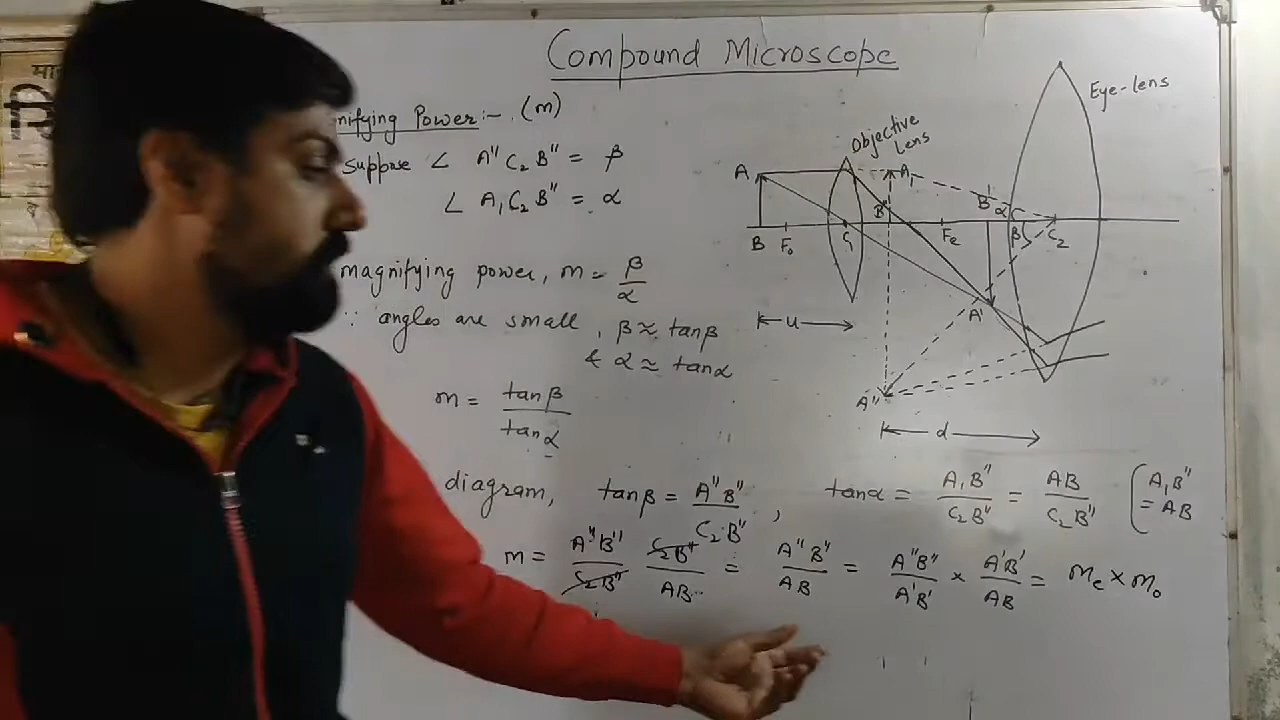 Compound Microscope
nifying Power:- (m)
suppose ∠ A"C₂B" = β
∠ A₁C₂B" = α
magnifying power, m = β/α
∵ angles are small, β ≈ tanβ
& α ≈ tanα
m = tanβ/tanα
diagram, tanβ = A"B"/C₂B", tanα = A₁B"/C₂B" = AB/C₂B" (A₁B" = AB
m = A"B"/C₂B" C₂B"/AB = A"B"/AB = A"B"/A'B' × A'B'/AB = mₑ × mₒ
Objective
Lens
Eye-lens
A
A₁
B'
α
B"
B
F₀
C₁
Fₑ
β
C₂
A'
u
A"
d
मा